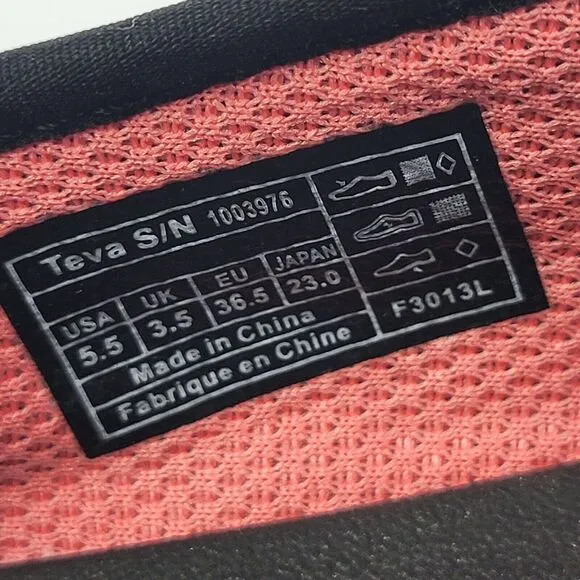 Teva S/N 1003976
USA UK EU JAPAN
5.5 3.5 36.5 23.0
Made in China
Fabrique en Chine
F3013L